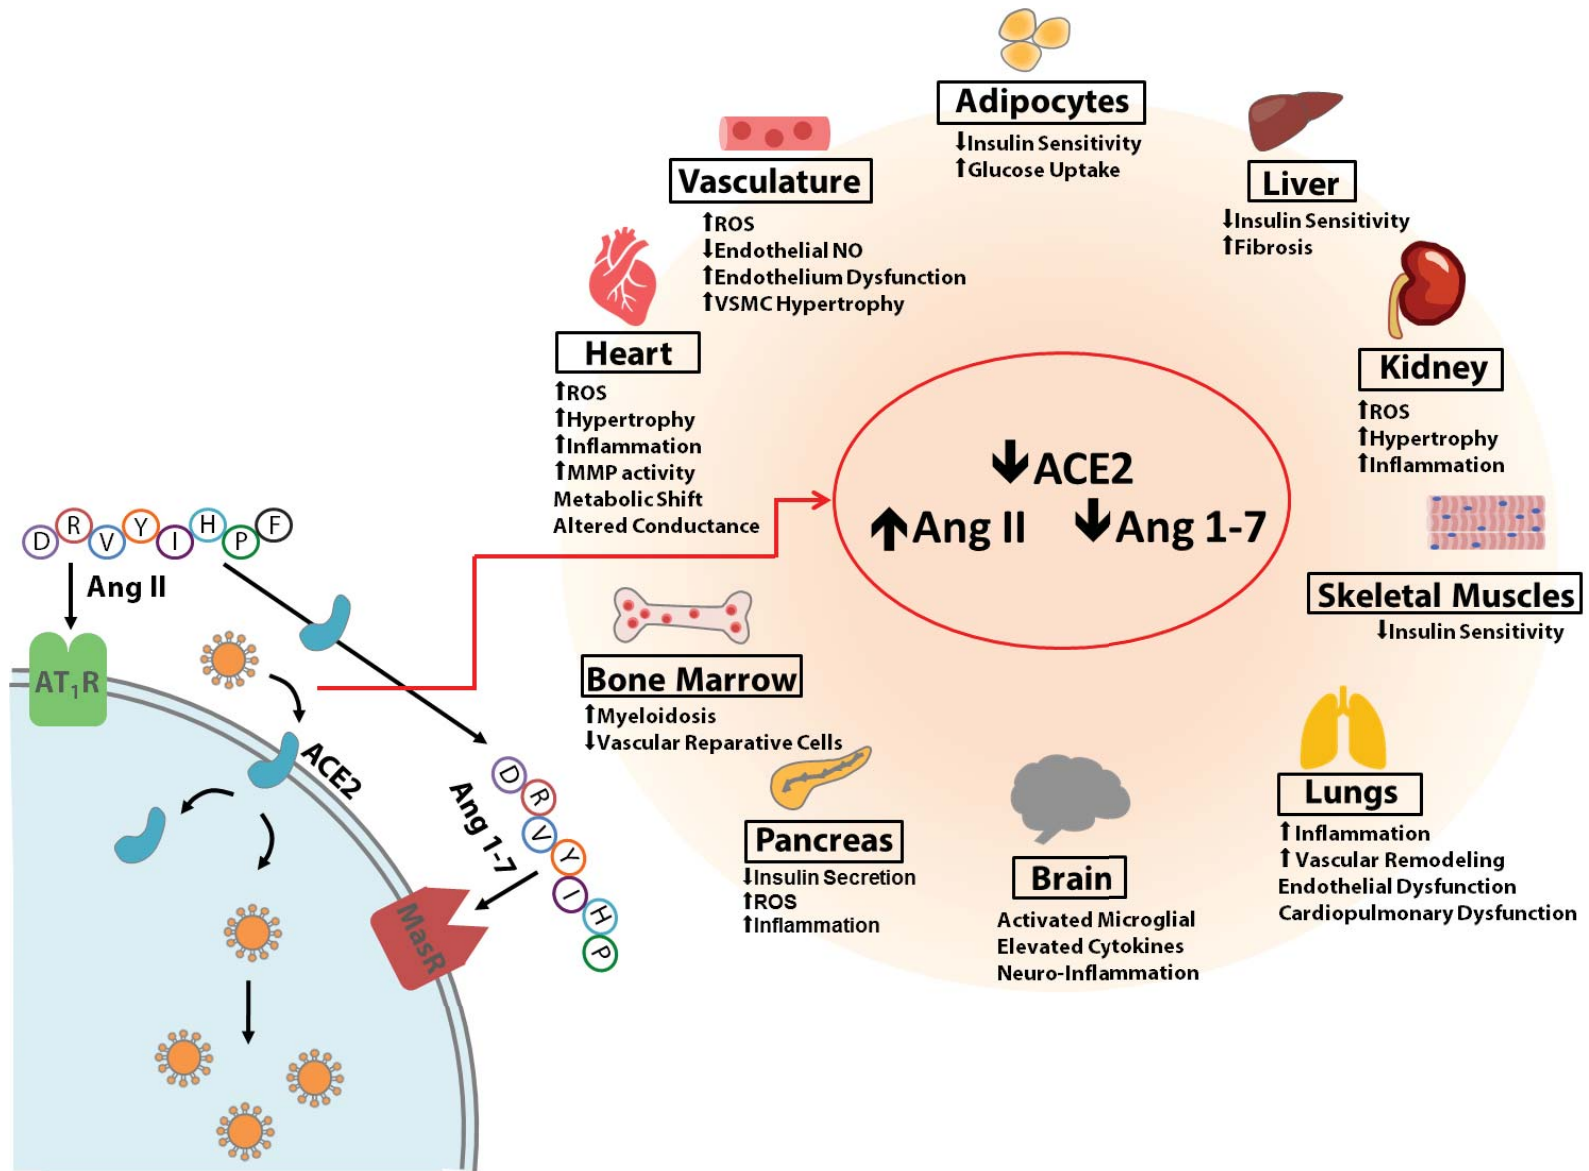 Adipocytes
↓Insulin Sensitivity
↑Glucose Uptake
Vasculature
↑ROS
↓Endothelial NO
↑Endothelium Dysfunction
↑VSMC Hypertrophy
Liver
↓Insulin Sensitivity
↑Fibrosis
Heart
↑ROS
↑Hypertrophy
↑Inflammation
↑MMP activity
Metabolic Shift
Altered Conductance
Kidney
↑ROS
↑Hypertrophy
↑Inflammation
↓ACE2
↑Ang II ↓Ang 1-7
Skeletal Muscles
↓Insulin Sensitivity
Bone Marrow
↑Myeloidosis
↓Vascular Reparative Cells
Pancreas
↓Insulin Secretion
↑ROS
↑Inflammation
Brain
Activated Microglial
Elevated Cytokines
Neuro-Inflammation
Lungs
↑ Inflammation
↑ Vascular Remodeling
Endothelial Dysfunction
Cardiopulmonary Dysfunction
D R V Y I H P F
Ang II
AT1R
ACE2
Ang 1-7
D R V Y I H P
MasR